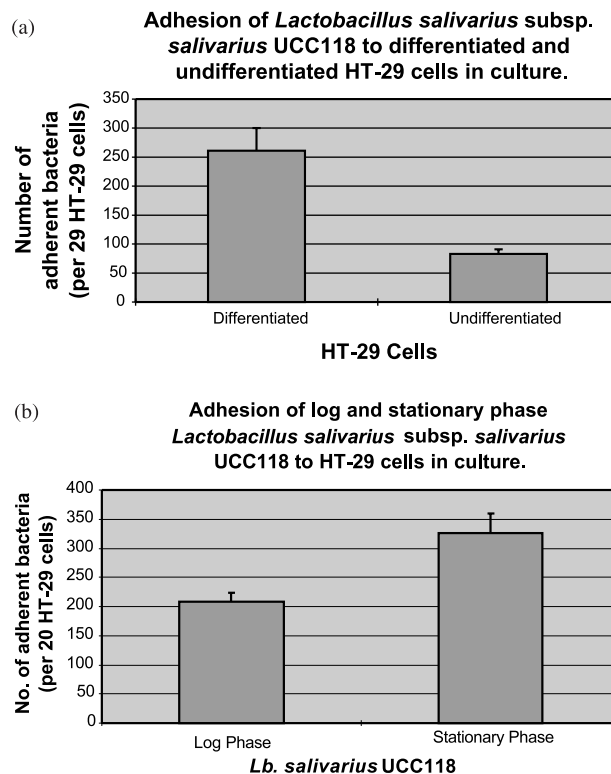 (a)
Adhesion of Lactobacillus salivarius subsp.
salivarius UCC118 to differentiated and
undifferentiated HT-29 cells in culture.
Number of
adherent bacteria
(per 29 HT-29 cells)
350
300
250
200
150
100
50
0
Differentiated
Undifferentiated
HT-29 Cells
(b)
Adhesion of log and stationary phase
Lactobacillus salivarius subsp. salivarius
UCC118 to HT-29 cells in culture.
No. of adherent bacteria
(per 20 HT-29 cells)
400
350
300
250
200
150
100
50
0
Log Phase
Stationary Phase
Lb. salivarius UCC118